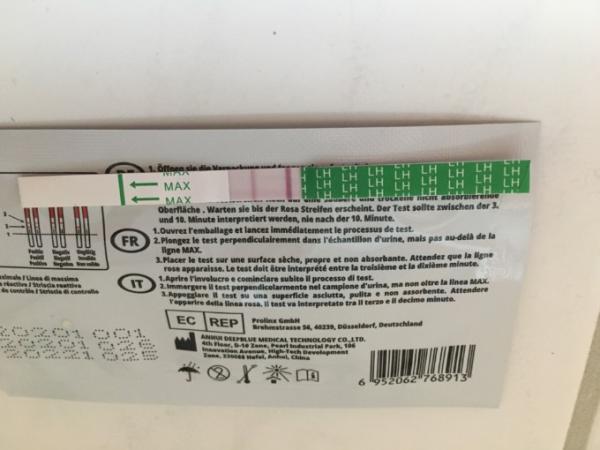 1. Öffnen sie die Verpackung und
MAX
MAX
MAX
LH LH LH LH LH LH
LH LH LH LH LH LH
LH LH LH LH LH LH
Oberfläche . Warten sie bis der Rosa Streifen erscheint. Der Test sollte zwischen der 3.
und 10. Minute interpretiert werden, nie nach der 10. Minute.
FR
1.Ouvrez l'emballage et lancez immédiatement le processus de test.
2.Plongez le test perpendiculairement dans l'échantillon d'urine, mais pas au-delà de la
ligne MAX.
3.Placer le test sur une surface sèche, propre et non absorbante. Attendez que la ligne
rose apparaisse. Le test doit être interprété entre la troisième et la dixième minute.
IT
1.Aprire l'involucro e cominciare subito il processo di test.
2.Immergere il test perpendicolarmente nel campione d'urina, ma non oltre la linea MAX.
3.Appoggiare il test su una superficie asciutta, pulita e non assorbente. Attendere
l'apparire della linea rosa. Il test va interpretato tra il terzo e il decimo minuto.
EC REP
Prolinx GmbH
Brehmstrasse 56, 40239, Düsseldorf, Deutschland
ANHUI DEEPBLUE MEDICAL TECHNOLOGY CO.,LTD.
4th Floor, D-10 Zone, Pearl Industrial Park, 106
Innovation Avenue, High-Tech Development
Zone, 230088 Hefei, Anhui, China
6 952062 768913